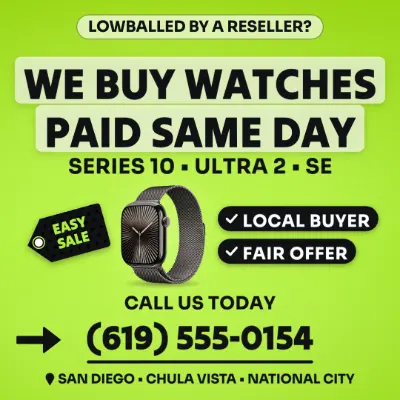 LOWBALLED BY A RESELLER?
WE BUY WATCHES
PAID SAME DAY
SERIES 10 • ULTRA 2 • SE
EASY
SALE
✓ LOCAL BUYER
✓ FAIR OFFER
CALL US TODAY
(619) 555-0154
SAN DIEGO • CHULA VISTA • NATIONAL CITY